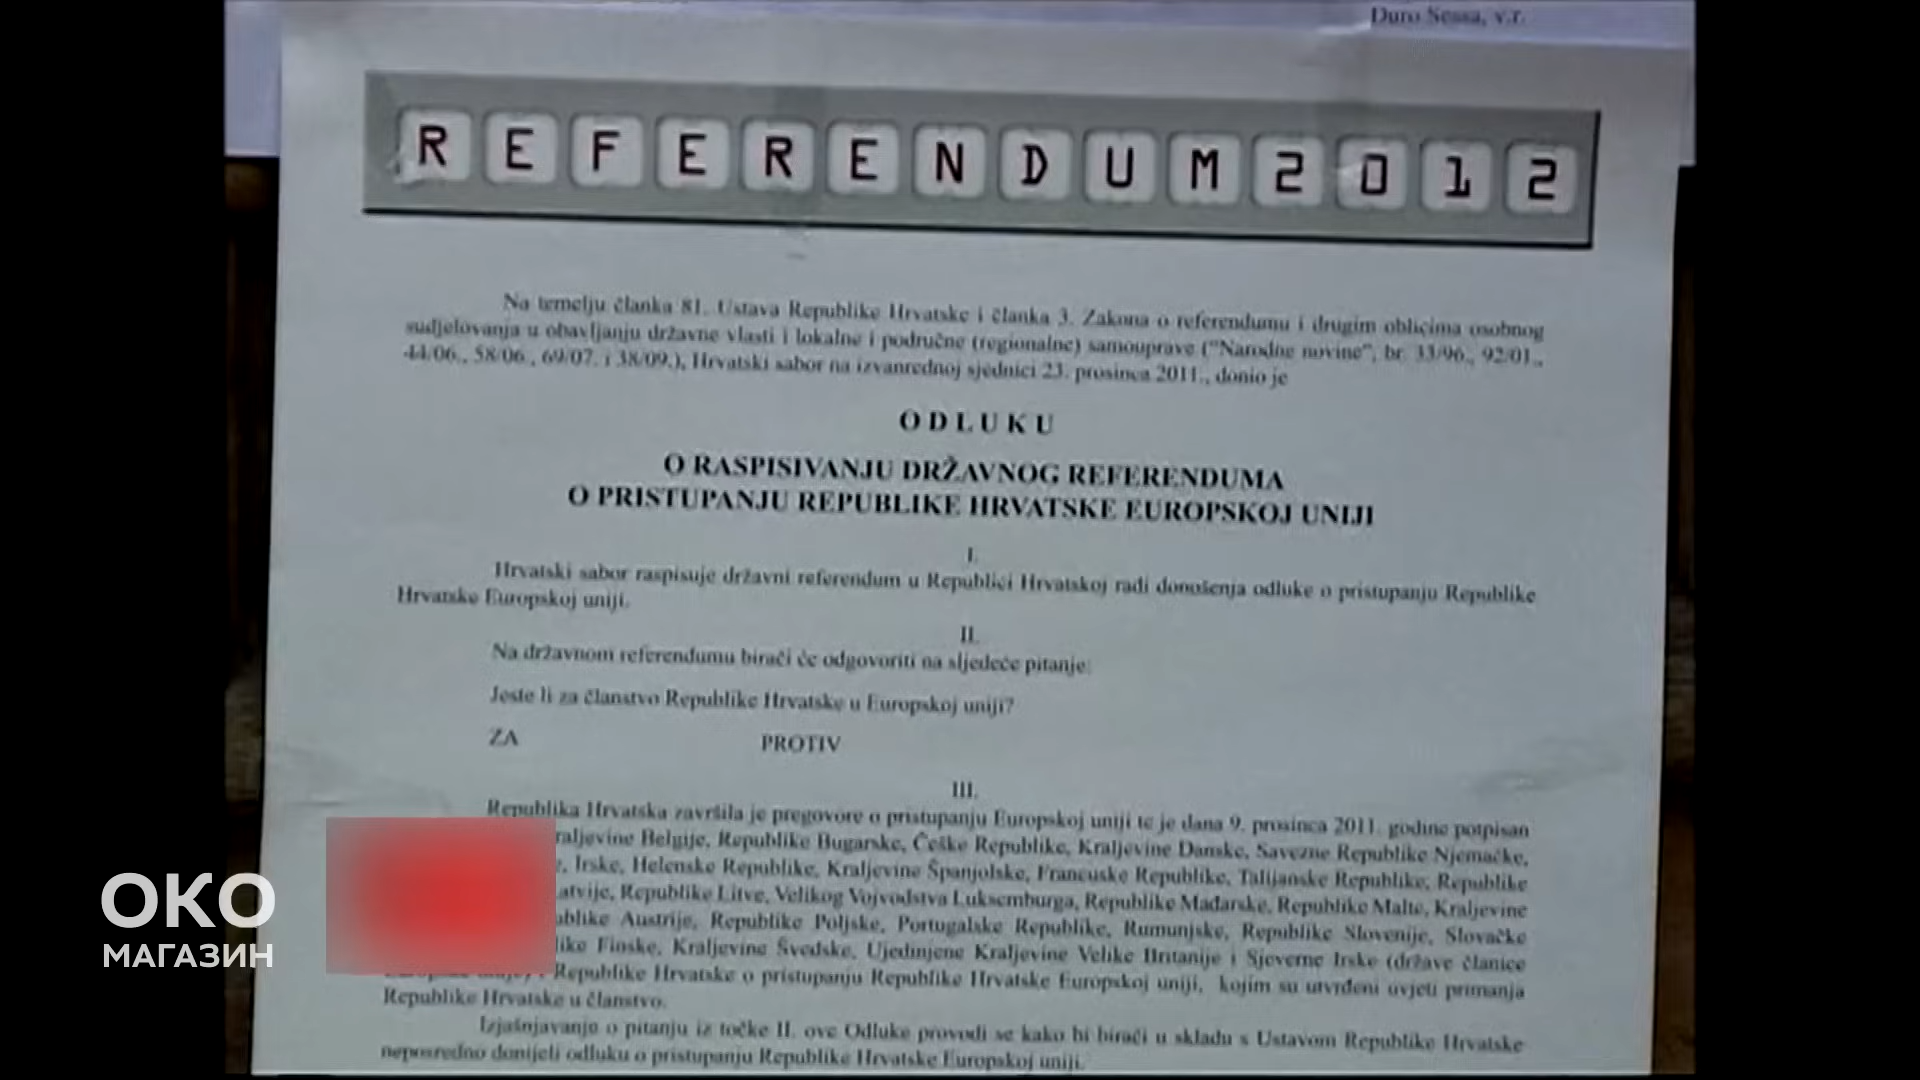 Đuro Sessa, v.r.
REFERENDUM2012
Na temelju članka 81. Ustava Republike Hrvatske i članka 3. Zakona o referendumu i drugim oblicima osobnog
sudjelovanja u obavljanju državne vlasti i lokalne i područne (regionalne) samouprave ("Narodne novine", br. 33/96., 92/01.,
44/06., 58/06., 69/07. i 38/09.), Hrvatski sabor na izvanrednoj sjednici 23. prosinca 2011., donio je
ODLUKU
O RASPISIVANJU DRŽAVNOG REFERENDUMA
O PRISTUPANJU REPUBLIKE HRVATSKE EUROPSKOJ UNIJI
I.
Hrvatski sabor raspisuje državni referendum u Republici Hrvatskoj radi donošenja odluke o pristupanju Republike
Hrvatske Europskoj uniji.
II.
Na državnom referendumu birači će odgovoriti na sljedeće pitanje:
Jeste li za članstvo Republike Hrvatske u Europskoj uniji?
ZA PROTIV
III.
Republika Hrvatska završila je pregovore o pristupanju Europskoj uniji te je dana 9. prosinca 2011. godine potpisan
raljevine Belgije, Republike Bugarske, Češke Republike, Kraljevine Danske, Savezne Republike Njemačke,
Irske, Helenske Republike, Kraljevine Španjolske, Francuske Republike, Talijanske Republike, Republike
atvije, Republike Litve, Velikog Vojvodstva Luksemburga, Republike Mađarske, Republike Malte, Kraljevine
ublike Austrije, Republike Poljske, Portugalske Republike, Rumunjske, Republike Slovenije, Slovačke
like Finske, Kraljevine Švedske, Ujedinjene Kraljevine Velike Britanije i Sjeverne Irske (države članice
Republike Hrvatske o pristupanju Republike Hrvatske Europskoj uniji, kojim su utvrđeni uvjeti primanja
Republike Hrvatske u članstvo.
Izjašnjavanje o pitanju iz točke II. ove Odluke provodi se kako bi birači u skladu s Ustavom Republike Hrvatske
neposredno donijeli odluku o pristupanju Republike Hrvatske Europskoj uniji.
ОКО
МАГАЗИН